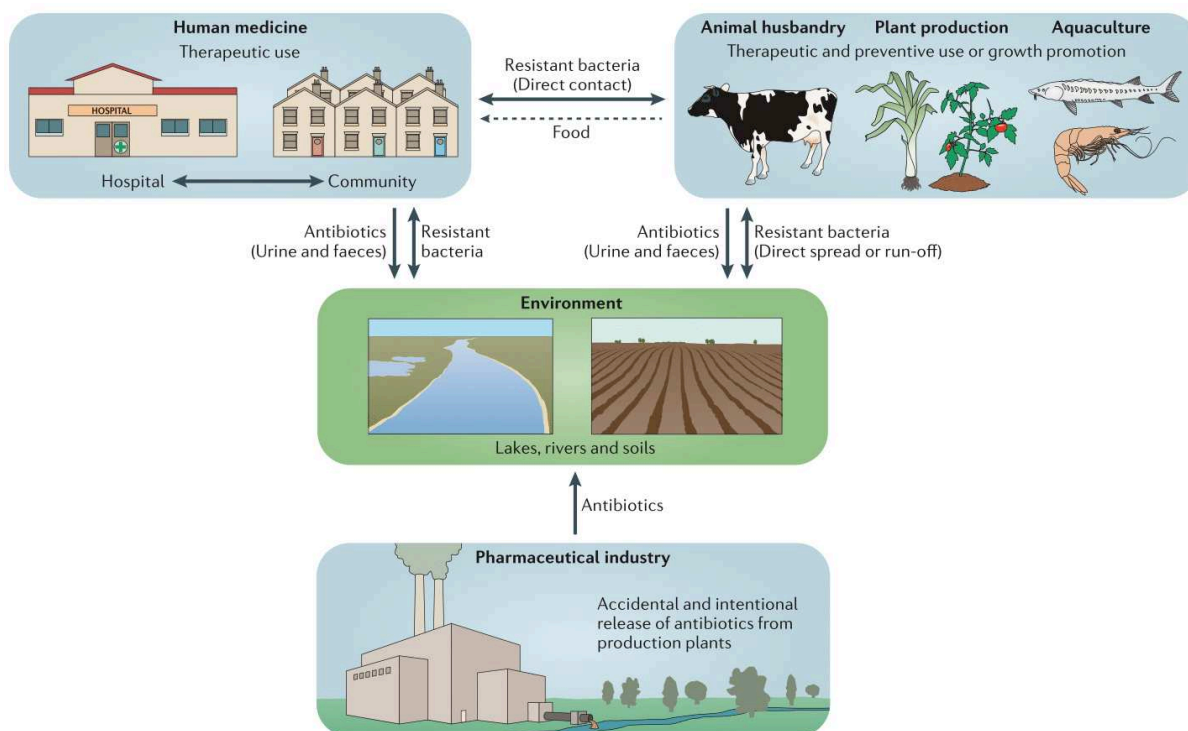 Human medicine
Therapeutic use
HOSPITAL
Hospital
Community
Resistant bacteria
(Direct contact)
Food
Animal husbandry
Plant production
Aquaculture
Therapeutic and preventive use or growth promotion
Antibiotics
(Urine and faeces)
Resistant
bacteria
Antibiotics
(Urine and faeces)
Resistant bacteria
(Direct spread or run-off)
Environment
Lakes, rivers and soils
Antibiotics
Pharmaceutical industry
Accidental and intentional
release of antibiotics from
production plants